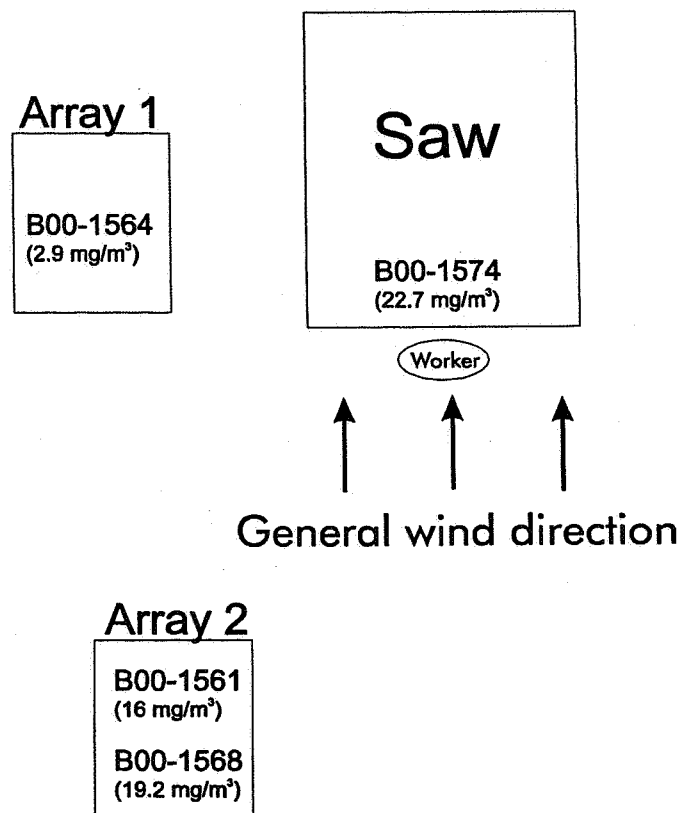 Array 1
B00-1564
(2.9 mg/m³)
Saw
B00-1574
(22.7 mg/m³)
Worker
General wind direction
Array 2
B00-1561
(16 mg/m³)
B00-1568
(19.2 mg/m³)